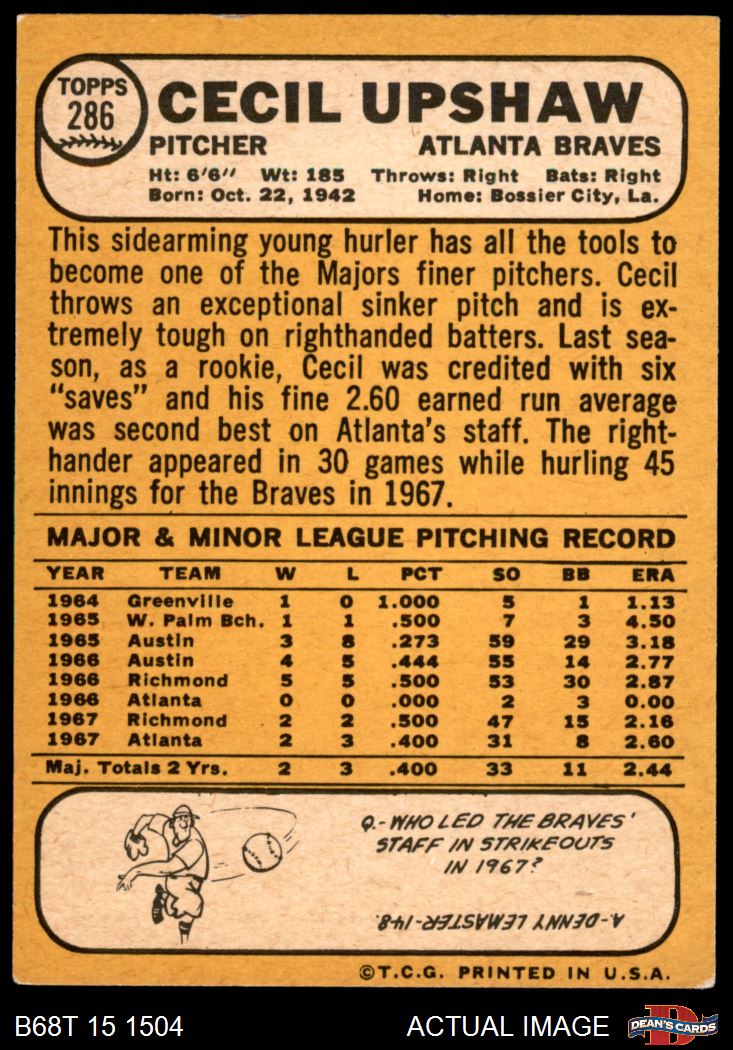 TOPPS
286
CECIL UPSHAW
PITCHER ATLANTA BRAVES
Ht: 6'6" Wt: 185 Throws: Right Bats: Right
Born: Oct. 22, 1942 Home: Bossier City, La.
This sidearming young hurler has all the tools to
become one of the Majors finer pitchers. Cecil
throws an exceptional sinker pitch and is ex-
tremely tough on righthanded batters. Last sea-
son, as a rookie, Cecil was credited with six
"saves" and his fine 2.60 earned run average
was second best on Atlanta's staff. The right-
hander appeared in 30 games while hurling 45
innings for the Braves in 1967.
MAJOR & MINOR LEAGUE PITCHING RECORD
YEAR TEAM W L PCT SO BB ERA
1964 Greenville 1 0 1.000 5 1 1.13
1965 W. Palm Bch. 1 1 .500 7 3 4.50
1965 Austin 3 8 .273 59 29 3.18
1966 Austin 4 5 .444 55 14 2.77
1966 Richmond 5 5 .500 53 30 2.87
1966 Atlanta 0 0 .000 2 3 0.00
1967 Richmond 2 2 .500 47 15 2.16
1967 Atlanta 2 3 .400 31 8 2.60
Maj. Totals 2 Yrs. 2 3 .400 33 11 2.44
Q.-WHO LED THE BRAVES'
STAFF IN STRIKEOUTS
IN 1967?
A-DENNY LEMASTER-148.
©T.C.G. PRINTED IN U.S.A.
B68T 15 1504 ACTUAL IMAGE DEAN'S CARDS